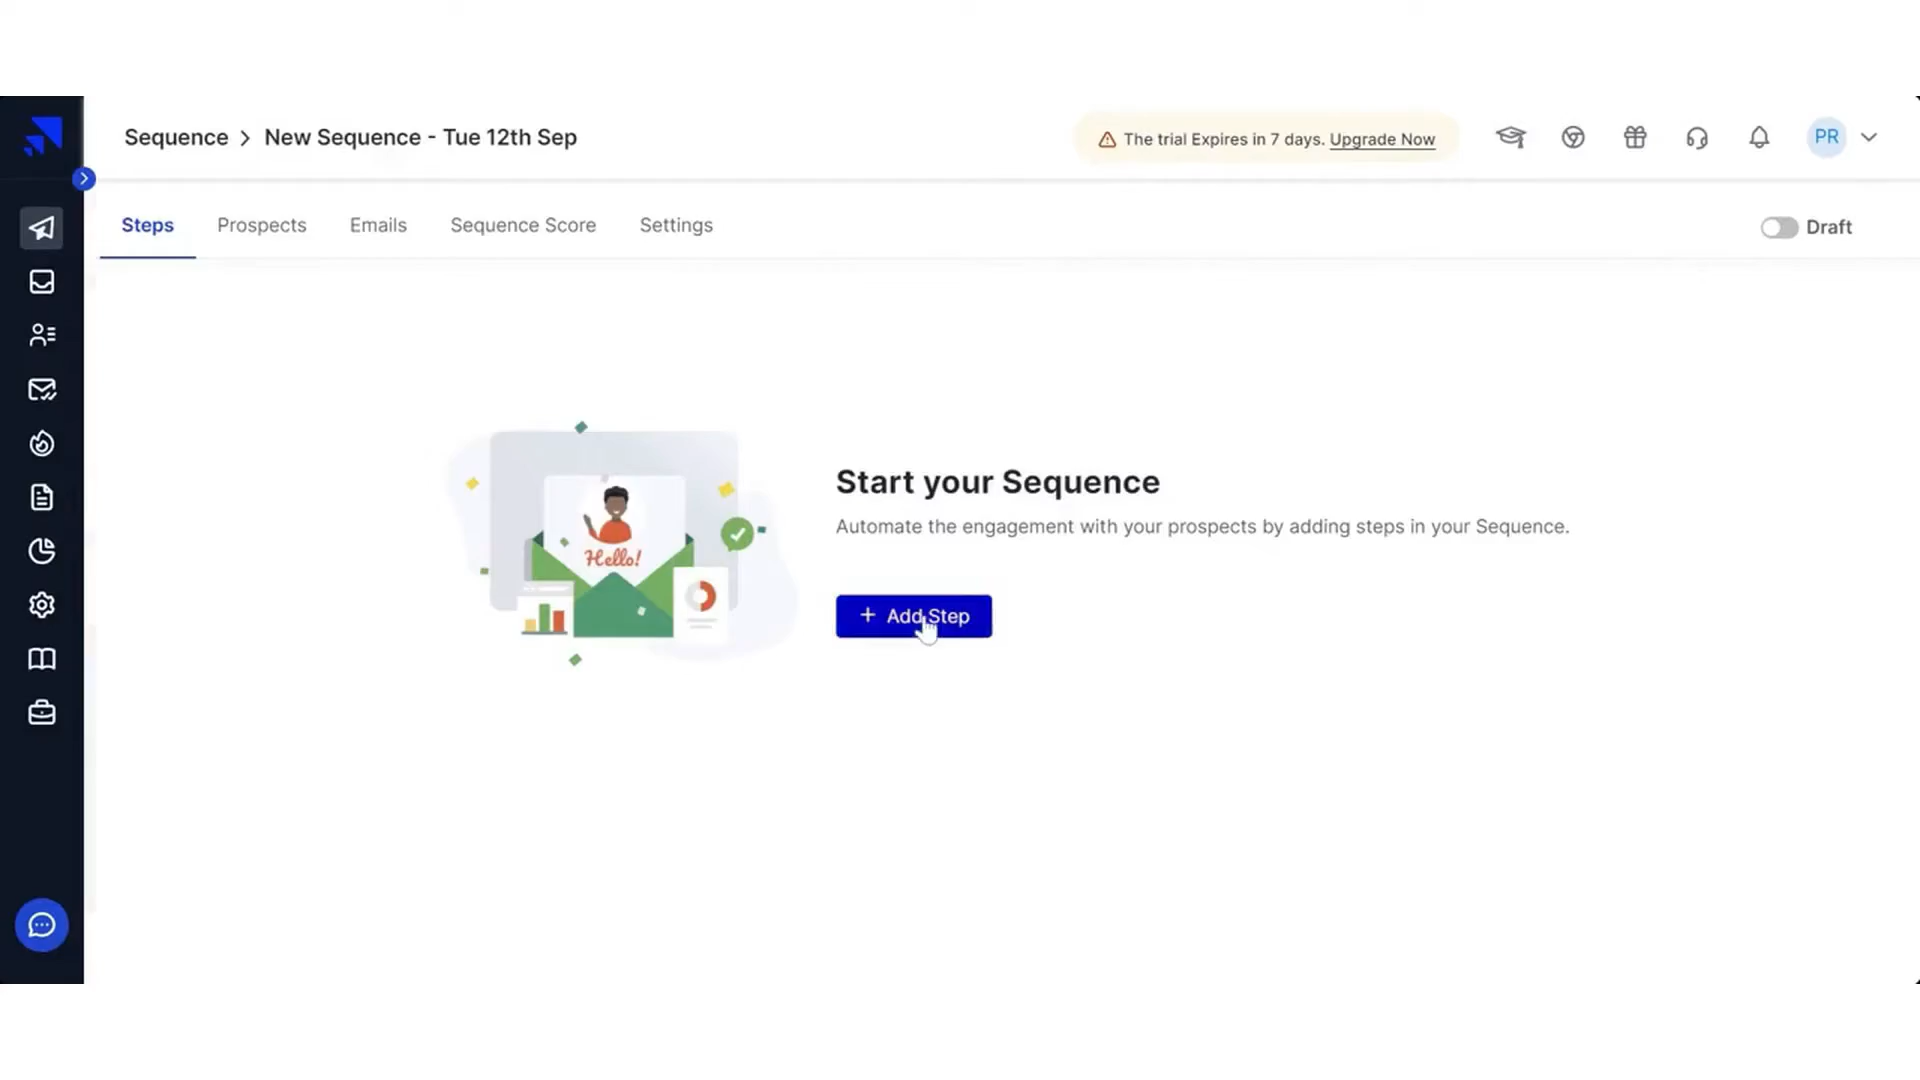 Sequence > New Sequence - Tue 12th Sep
The trial Expires in 7 days. Upgrade Now
PR
Steps
Prospects
Emails
Sequence Score
Settings
Draft
Hello!
Start your Sequence
Automate the engagement with your prospects by adding steps in your Sequence.
+ Add Step